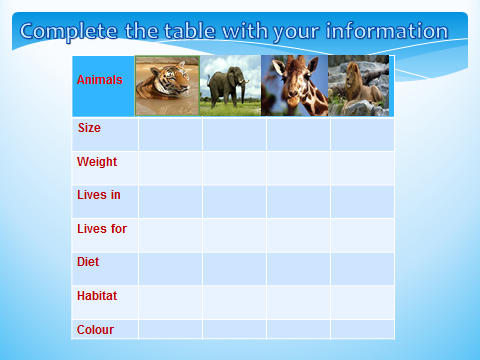 Complete the table with your information
Animals
Size
Weight
Lives in
Lives for
Diet
Habitat
Colour